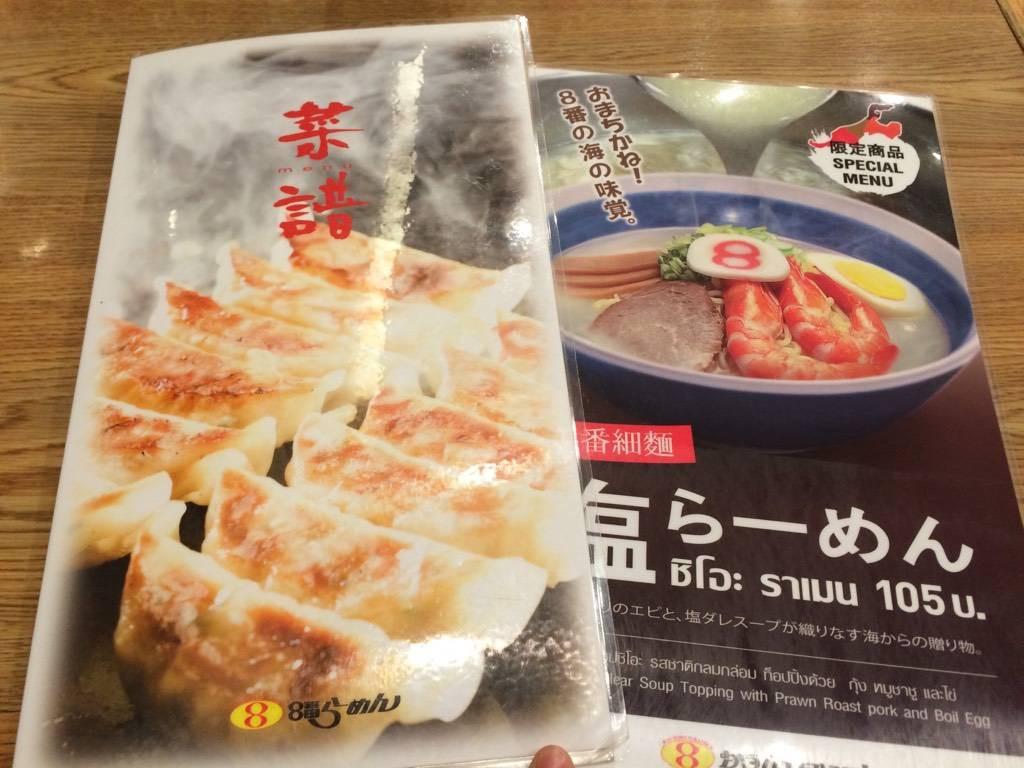 菜
menu
譜
8 8番らーめん
おまちかね!
8番の海の味覚。
限定商品
SPECIAL
MENU
8
番細麺
塩らーめん
ชิโอะ ราเมน 105 บ.
のエビと、塩ダレスープが織りなす海からの贈り物。
ปชิโอะ รสชาติกลมกล่อม ท็อปปิ้งด้วย กุ้ง หมูชาชู และไข่
lear Soup Topping with Prawn Roast pork and Boil Egg
8